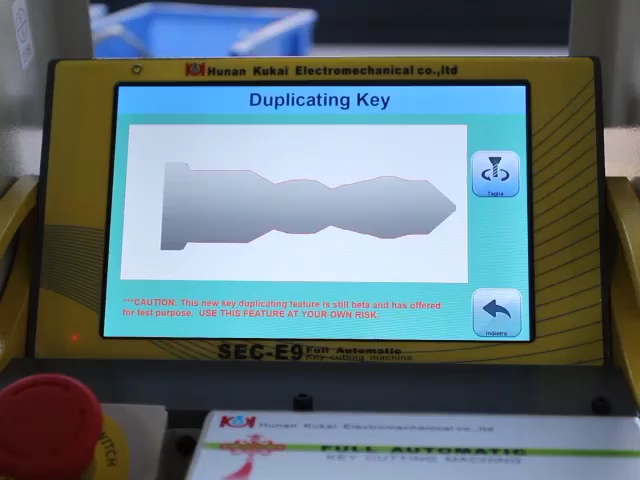 Hunan Kukai Electromechanical co.,ltd
Duplicating Key
Taglia
***CAUTION: This new key duplicating feature is still beta and has offered
for test purpose. USE THIS FEATURE AT YOUR OWN RISK.
Indietro
SEC-E9 Full Automatic
Key cutting machine
Hunan Kukai Electromechanical co.,ltd
FULL AUTOMATIC
KEY CUTTING MACHINE